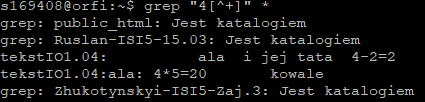 s169408@orfi:~$ grep "4[^+]" *
grep: public_html: Jest katalogiem
grep: Ruslan-ISI5-15.03: Jest katalogiem
tekstIO1.04:          ala  i jej tata  4-2=2
tekstIO1.04:ala: 4*5=20        kowale
grep: Zhukotynskyi-ISI5-Zaj.3: Jest katalogiem